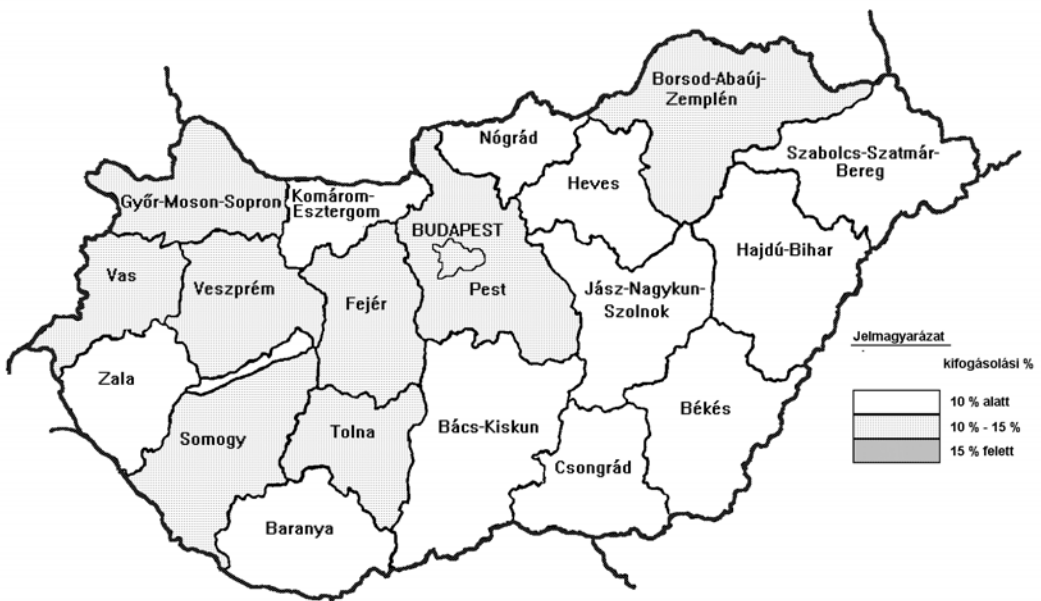 Borsod-Abaúj-
Zemplén
Nógrád
Szabolcs-Szatmár-
Bereg
Heves
Győr-Moson-Sopron
Komárom-
Esztergom
BUDAPEST
Hajdú-Bihar
Vas
Veszprém
Fejér
Pest
Jász-Nagykun-
Szolnok
Jelmagyarázat
kifogásolási %
Zala
10 % alatt
Békés
10 % - 15 %
Somogy
Tolna
Bács-Kiskun
15 % felett
Csongrád
Baranya